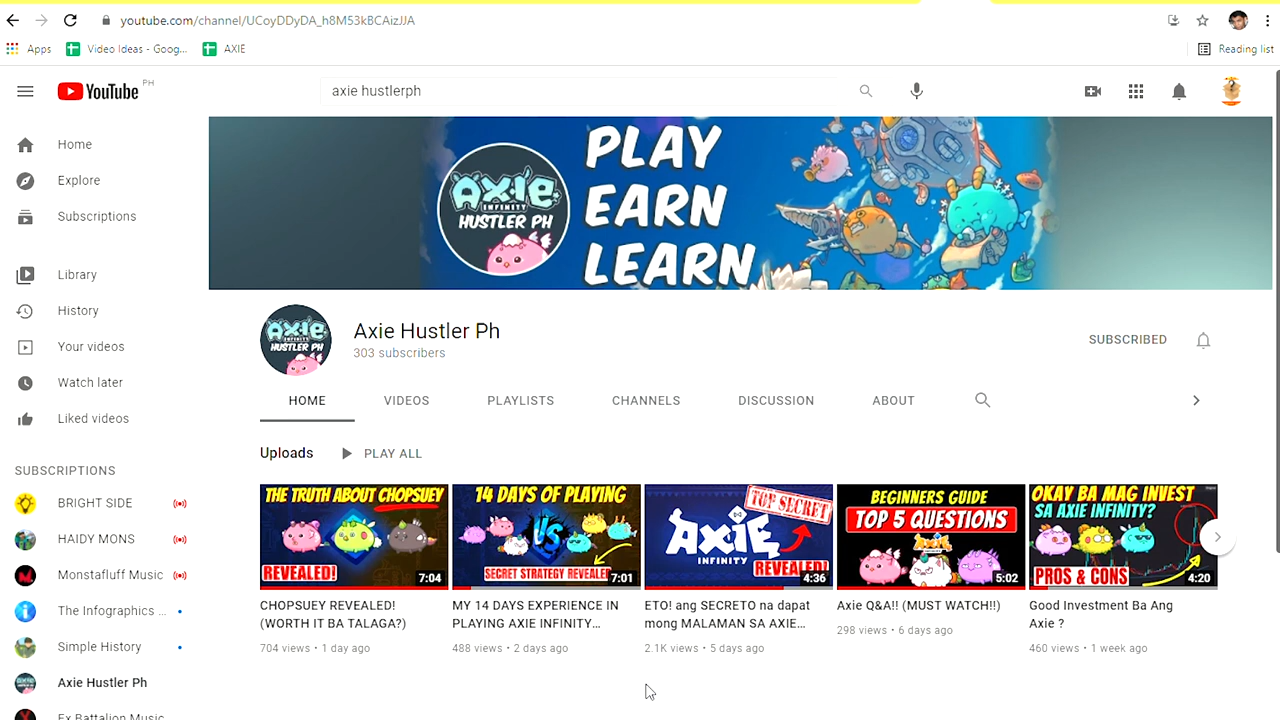 youtube.com/channel/UCoyDDyDA_h8M53kBCAizJJA
Apps
Video Ideas - Goog...
AXIE
Reading list
YouTube PH
axie hustlerph
Home
Explore
Subscriptions
Library
History
Your videos
Watch later
Liked videos
SUBSCRIPTIONS
BRIGHT SIDE
HAIDY MONS
Monstafluff Music
The Infographics ...
Simple History
Axie Hustler Ph
Ex Battalion Music
AXIE
INFINITY
HUSTLER PH
PLAY
EARN
LEARN
AXIE
INFINITY
HUSTLER PH
Axie Hustler Ph
303 subscribers
SUBSCRIBED
HOME
VIDEOS
PLAYLISTS
CHANNELS
DISCUSSION
ABOUT
Uploads
PLAY ALL
THE TRUTH ABOUT CHOPSUEY
REVEALED!
7:04
CHOPSUEY REVEALED!
(WORTH IT BA TALAGA?)
704 views • 1 day ago
14 DAYS OF PLAYING
VS
SECRET STRATEGY REVEALED
7:01
MY 14 DAYS EXPERIENCE IN
PLAYING AXIE INFINITY...
488 views • 2 days ago
TOP SECRET
AXIE
INFINITY
REVEALED
4:36
ETO! ang SECRETO na dapat
mong MALAMAN SA AXIE...
2.1K views • 5 days ago
BEGINNERS GUIDE
TOP 5 QUESTIONS
AXIE
5:02
Axie Q&A!! (MUST WATCH!!)
298 views • 6 days ago
OKAY BA MAG INVEST
SA AXIE INFINITY?
PROS & CONS
4:20
Good Investment Ba Ang
Axie ?
460 views • 1 week ago